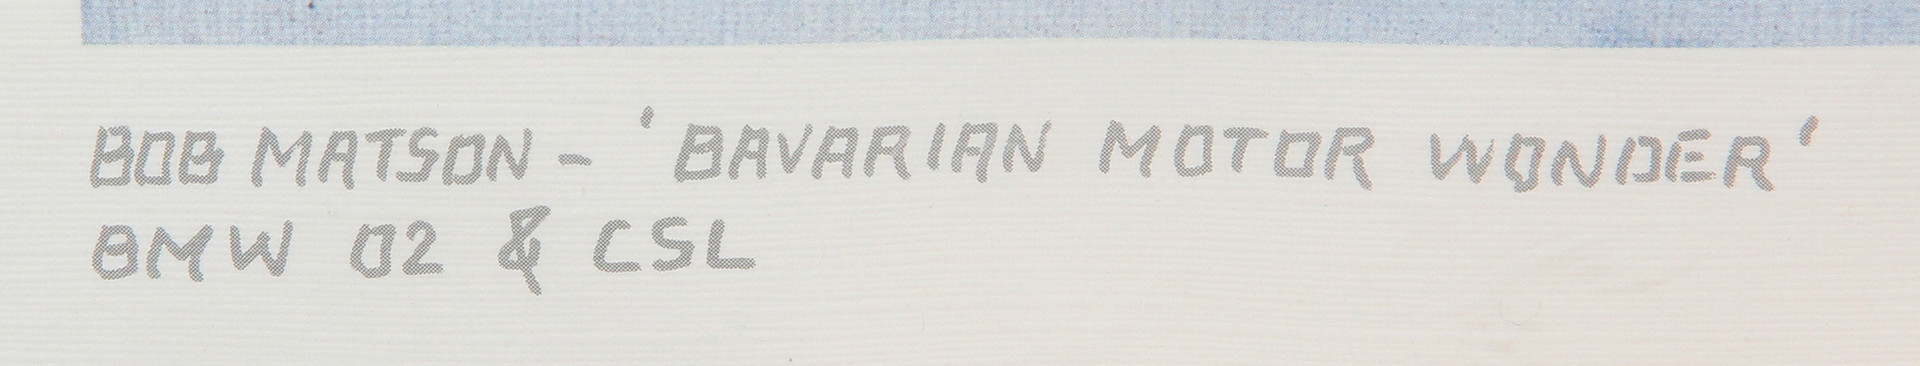 BOB MATSON - 'BAVARIAN MOTOR WONDER'
BMW 02 & CSL